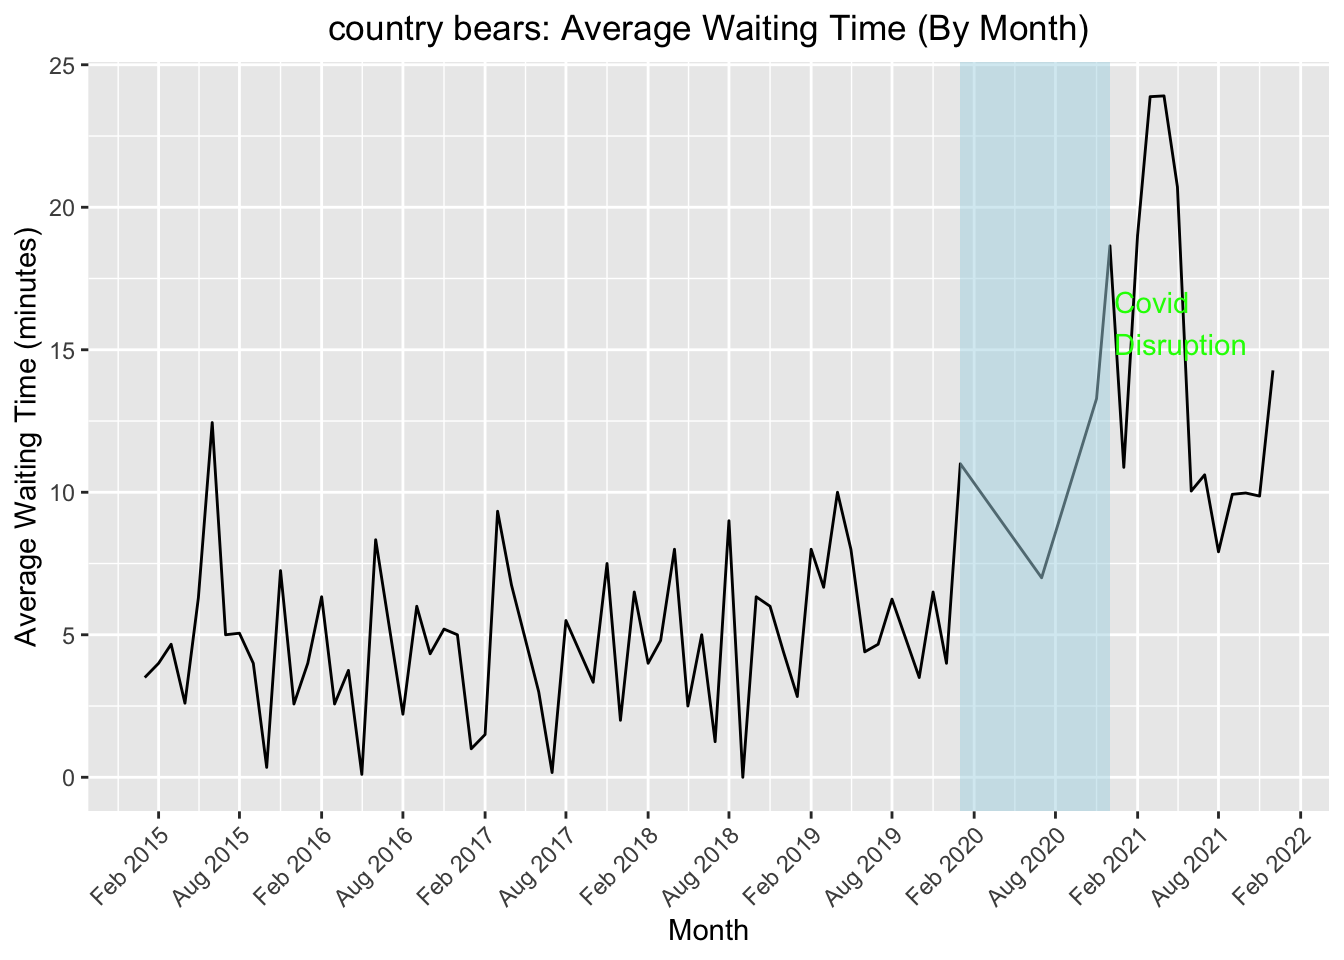 country bears: Average Waiting Time (By Month)
Average Waiting Time (minutes)
25
20
15
10
5
0
Covid
Disruption
Feb 2015
Aug 2015
Feb 2016
Aug 2016
Feb 2017
Aug 2017
Feb 2018
Aug 2018
Feb 2019
Aug 2019
Feb 2020
Aug 2020
Feb 2021
Aug 2021
Feb 2022
Month